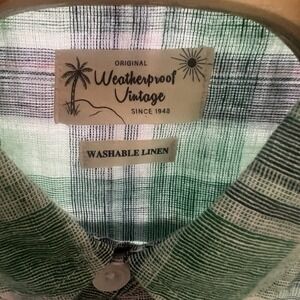 ORIGINAL
Weatherproof
Vintage
SINCE 1948
WASHABLE LINEN